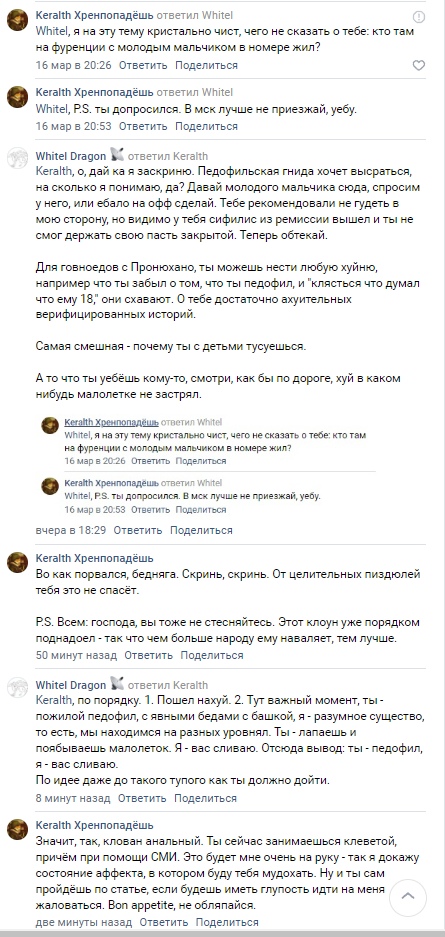 Keralth Хренпопадёшь ответил Whitel
Whitel, я на эту тему кристально чист, чего не сказать о тебе: кто там
на фуренции с молодым мальчиком в номере жил?
16 мар в 20:26 Ответить Поделиться
Keralth Хренпопадёшь ответил Whitel
Whitel, P.S. ты допросился. В мск лучше не приезжай, уебу.
16 мар в 20:53 Ответить Поделиться
Whitel Dragon ответил Keralth
Keralth, о, дай ка я заскриню. Педофильская гнида хочет высраться,
на сколько я понимаю, да? Давай молодого мальчика сюда, спросим
у него, или ебало на офф сделай. Тебе рекомендовали не гудеть в
мою сторону, но видимо у тебя сифилис из ремиссии вышел и ты не
смог держать свою пасть закрытой. Теперь обтекай.
Для говноедов с Пронюхано, ты можешь нести любую хуйню,
например что ты забыл о том, что ты педофил, и "клясться что думал
что ему 18," они схавают. О тебе достаточно ахуительных
верифицированных историй.
Самая смешная - почему ты с детьми тусуешься.
А то что ты уебёшь кому-то, смотри, как бы по дороге, хуй в каком
нибудь малолетке не застрял.
Keralth Хренпопадёшь ответил Whitel
Whitel, я на эту тему кристально чист, чего не сказать о тебе: кто там
на фуренции с молодым мальчиком в номере жил?
16 мар в 20:26 Ответить Поделиться
Keralth Хренпопадёшь ответил Whitel
Whitel, P.S. ты допросился. В мск лучше не приезжай, уебу.
16 мар в 20:53 Ответить Поделиться
вчера в 18:29 Ответить Поделиться
Keralth Хренпопадёшь
Во как порвался, бедняга. Скринь, скринь. От целительных пиздюлей
тебя это не спасёт.
P.S. Всем: господа, вы тоже не стесняйтесь. Этот клоун уже порядком
поднадоел - так что чем больше народу ему наваляет, тем лучше.
50 минут назад Ответить Поделиться
Whitel Dragon ответил Keralth
Keralth, по порядку. 1. Пошел нахуй. 2. Тут важный момент, ты -
пожилой педофил, с явными бедами с башкой, я - разумное существо,
то есть, мы находимся на разных уровнял. Ты - лапаешь и
поябываешь малолеток. Я - вас сливаю. Отсюда вывод: ты - педофил,
я - вас сливаю.
По идее даже до такого тупого как ты должно дойти.
8 минут назад Ответить Поделиться
Keralth Хренпопадёшь
Значит, так, клован анальный. Ты сейчас занимаешься клеветой,
причём при помощи СМИ. Это будет мне очень на руку - так я докажу
состояние аффекта, в котором буду тебя мудохать. Ну и ты сам
пройдёшь по статье, если будешь иметь глупость идти на меня
жаловаться. Bon appetite, не обляпайся.
две минуты назад Ответить Поделиться